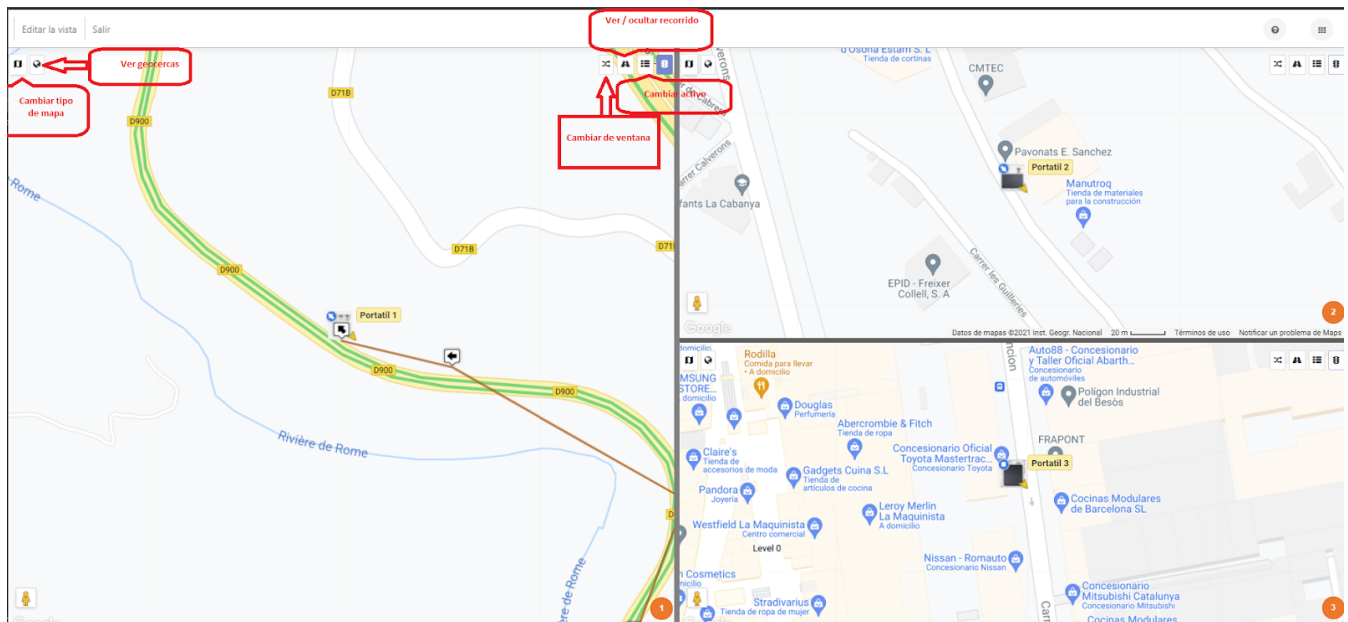 Editar la vista
Salir
Ver / ocultar recorrido
Ver geocercas
Cambiar tipo
de mapa
Cambiar activo
Cambiar de ventana
D71B
D900
D71B
D71B
D900
Portatil 1
D900
D900
Rivière de Rome
de Rome
1
d'Osona Estam S. L
Tienda de cortinas
CMTEC
Pavonats E. Sanchez
Portatil 2
Manutroq
Tienda de materiales
para la construcción
Carrer Calverons
fants La Cabanya
EPID - Freixer
Collell, S. A
Carrer les Guilleries
Google
Datos de mapas ©2021 Inst. Geogr. Nacional
20 m
Términos de uso
Notificar un problema de Maps
2
Rodilla
Comida para llevar
• A domicilio
Douglas
Perfumería
Abercrombie & Fitch
Tienda de ropa
Claire's
Tienda de
accesorios de moda
Gadgets Cuina S.L
Tienda de
artículos de cocina
Pandora
Joyería
Leroy Merlin
La Maquinista
A domicilio
Westfield La Maquinista
Centro comercial
Level 0
Stradivarius
Tienda de ropa de mujer
Auto88 - Concesionario
y Taller Oficial Abarth...
Concesionario
de automóviles
Polígon Industrial
del Besòs
FRAPONT
Concesionario Oficial
Toyota Mastertrac...
Concesionario Toyota
Portatil 3
Cocinas Modulares
de Barcelona SL
Nissan - Romauto
Concesionario Nissan
Concesionario
Mitsubishi Catalunya
Concesionario Mitsubishi
Cocinas Modulares
3